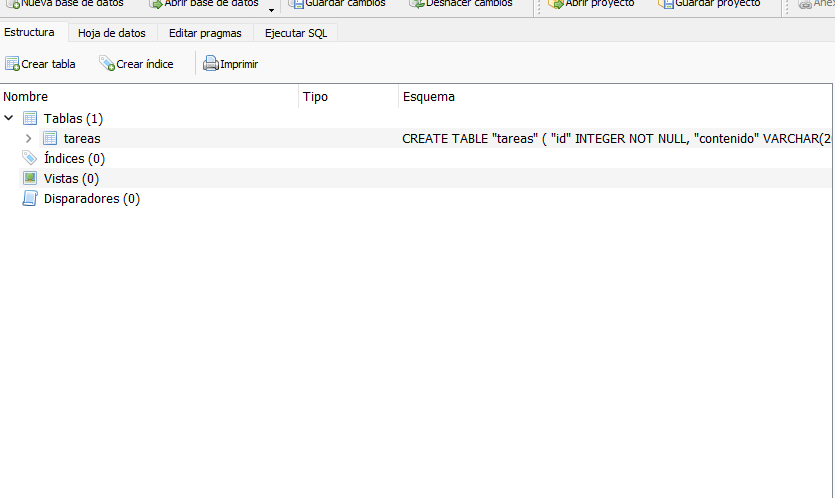 Nueva base de datos Abrir base de datos Guardar cambios Deshacer cambios Abrir proyecto Guardar proyecto
Estructura Hoja de datos Editar pragmas Ejecutar SQL
Crear tabla Crear índice Imprimir
Nombre Tipo Esquema
Tablas (1)
tareas CREATE TABLE "tareas" ( "id" INTEGER NOT NULL, "contenido" VARCHAR(2
Índices (0)
Vistas (0)
Disparadores (0)